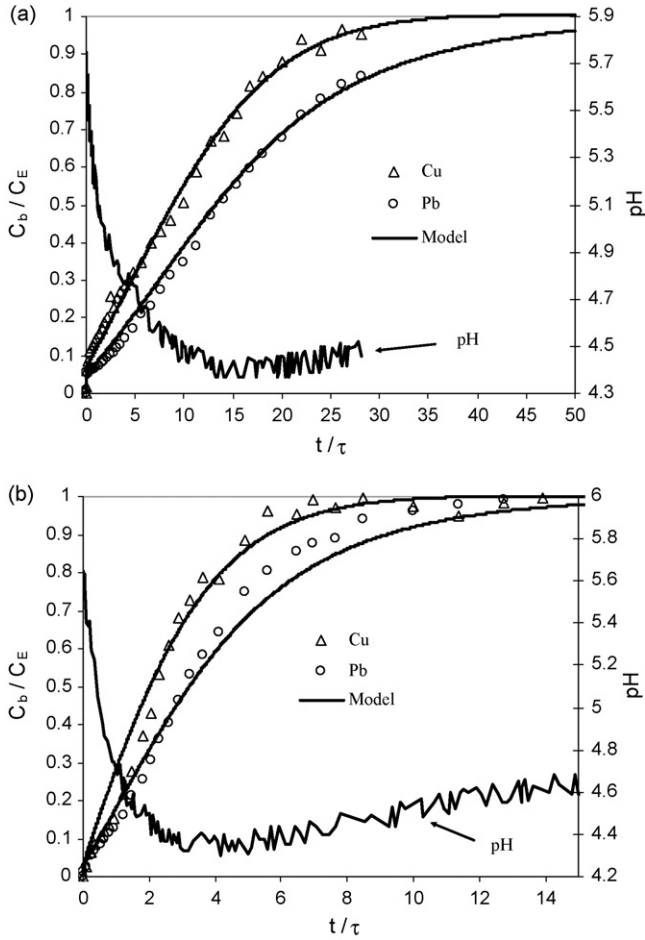 (a)
1
0.9
0.8
0.7
0.6
0.5
0.4
0.3
0.2
0.1
0
C_b / C_E
5.9
5.7
5.5
5.3
5.1
4.9
4.7
4.5
4.3
pH
Cu
Pb
Model
pH
0 5 10 15 20 25 30 35 40 45 50
t / τ
(b)
1
0.9
0.8
0.7
0.6
0.5
0.4
0.3
0.2
0.1
0
C_b / C_E
6
5.8
5.6
5.4
5.2
5
4.8
4.6
4.4
4.2
pH
Cu
Pb
Model
pH
0 2 4 6 8 10 12 14
t / τ